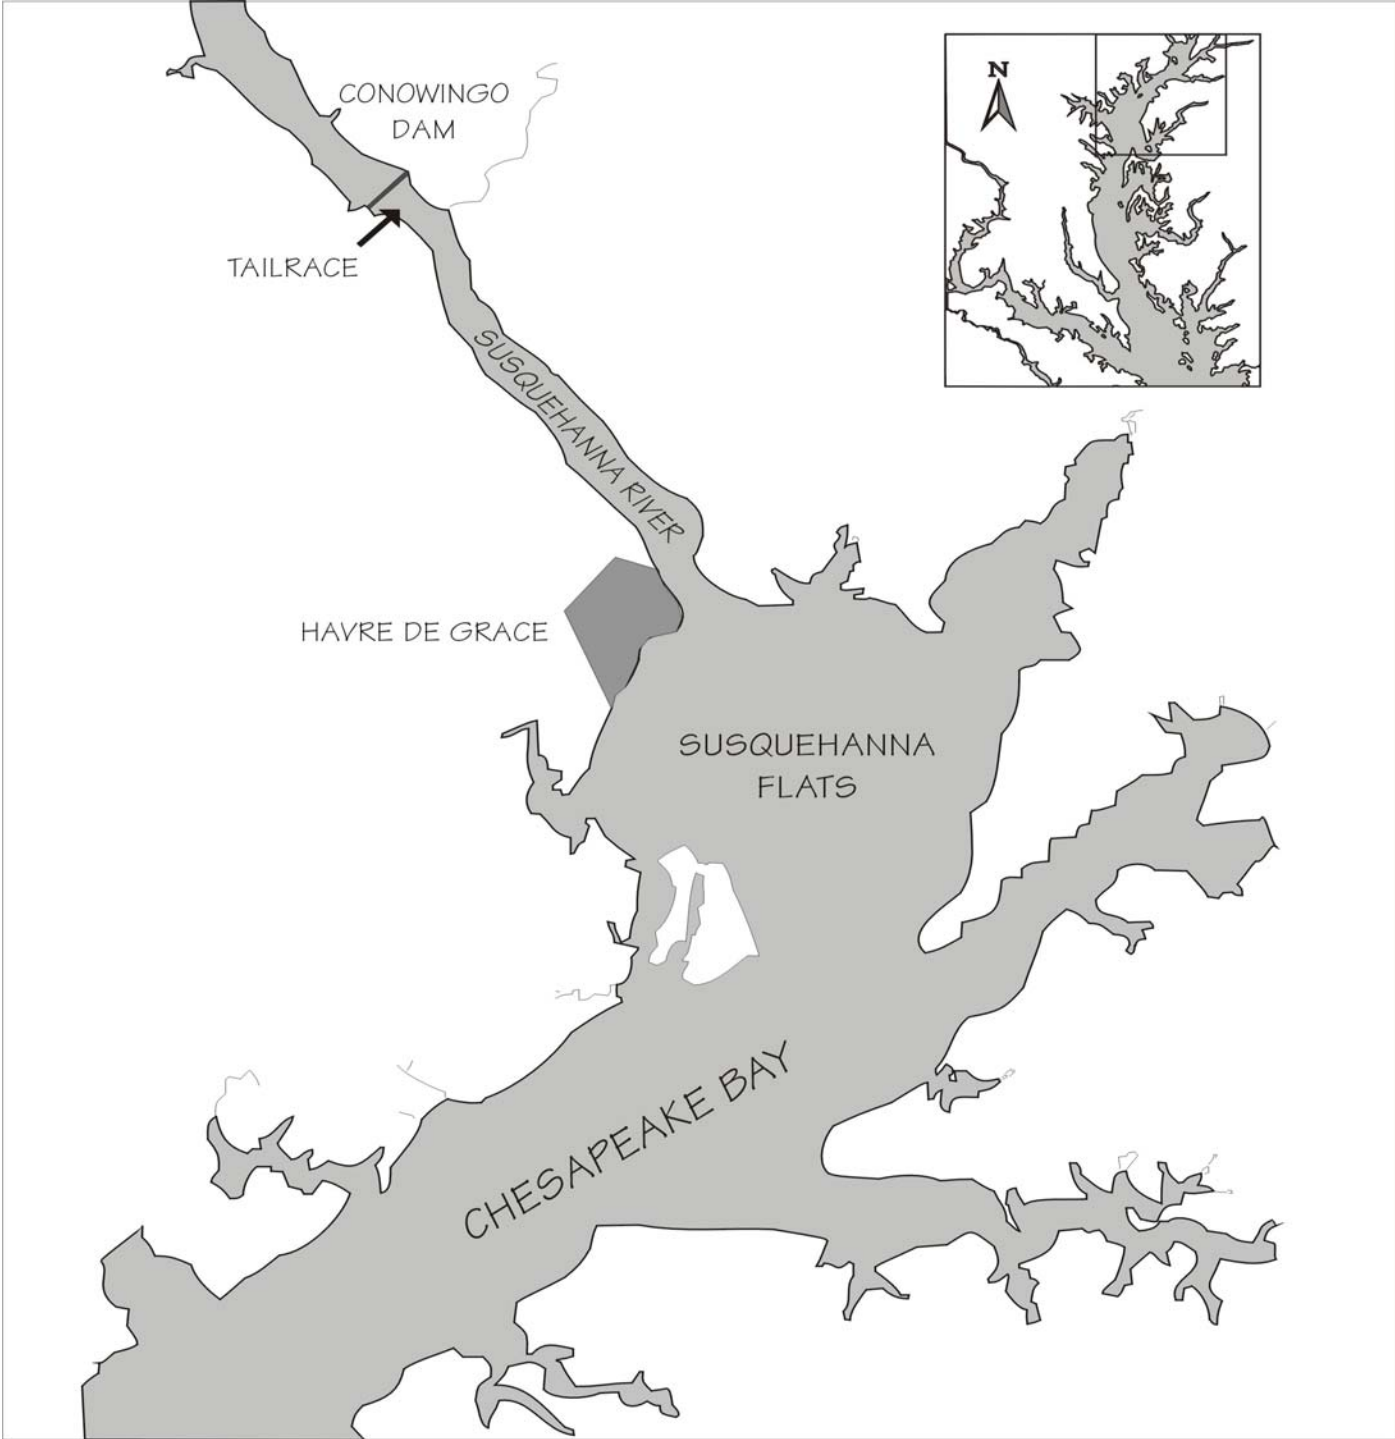 CONOWINGO
DAM
N
TAILRACE
SUSQUEHANNA RIVER
HAVRE DE GRACE
SUSQUEHANNA
FLATS
CHESAPEAKE BAY